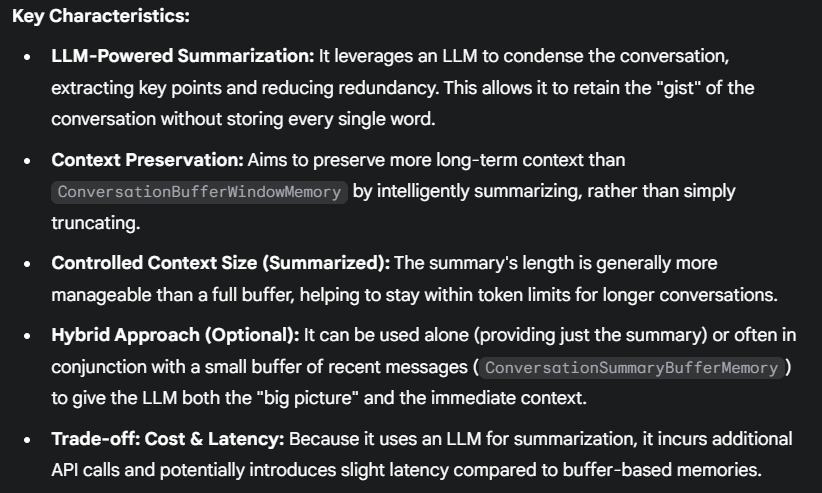 Key Characteristics:
• LLM-Powered Summarization: It leverages an LLM to condense the conversation,
extracting key points and reducing redundancy. This allows it to retain the "gist" of the
conversation without storing every single word.
• Context Preservation: Aims to preserve more long-term context than
ConversationBufferWindowMemory by intelligently summarizing, rather than simply
truncating.
• Controlled Context Size (Summarized): The summary's length is generally more
manageable than a full buffer, helping to stay within token limits for longer conversations.
• Hybrid Approach (Optional): It can be used alone (providing just the summary) or often in
conjunction with a small buffer of recent messages ( ConversationSummaryBufferMemory )
to give the LLM both the "big picture" and the immediate context.
• Trade-off: Cost & Latency: Because it uses an LLM for summarization, it incurs additional
API calls and potentially introduces slight latency compared to buffer-based memories.